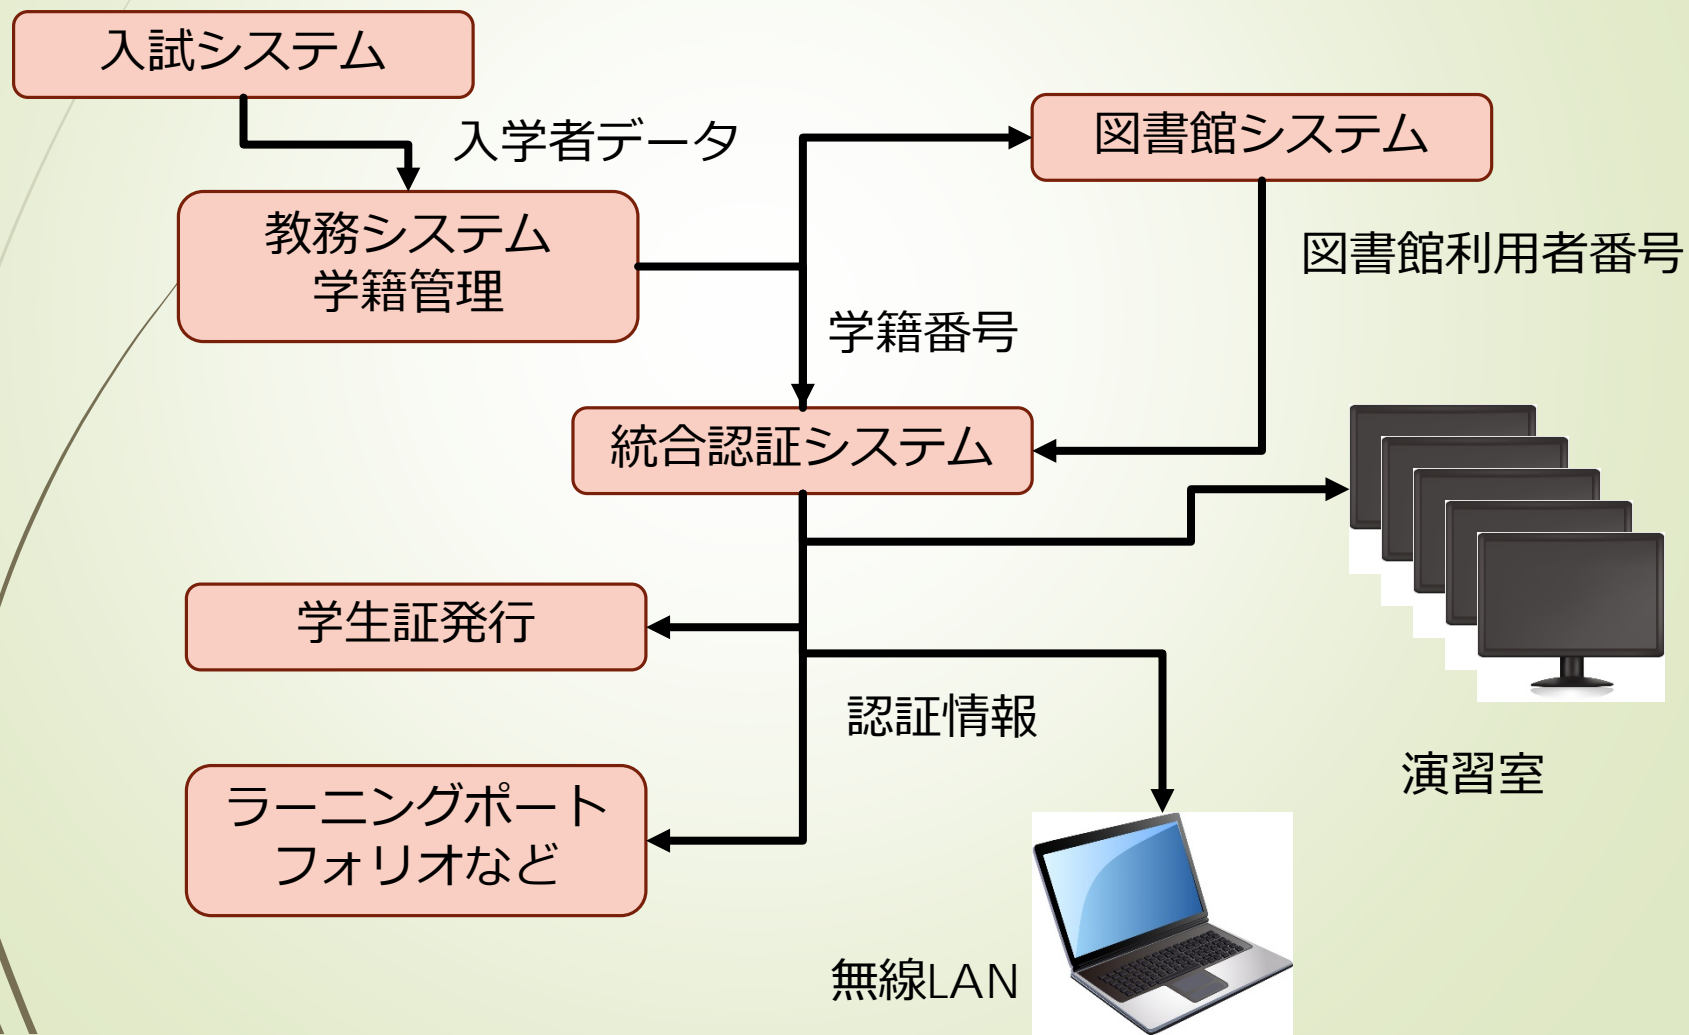 入試システム
入学者データ
図書館システム
教務システム
学籍管理
図書館利用者番号
学籍番号
統合認証システム
学生証発行
認証情報
演習室
ラーニングポート
フォリオなど
無線LAN